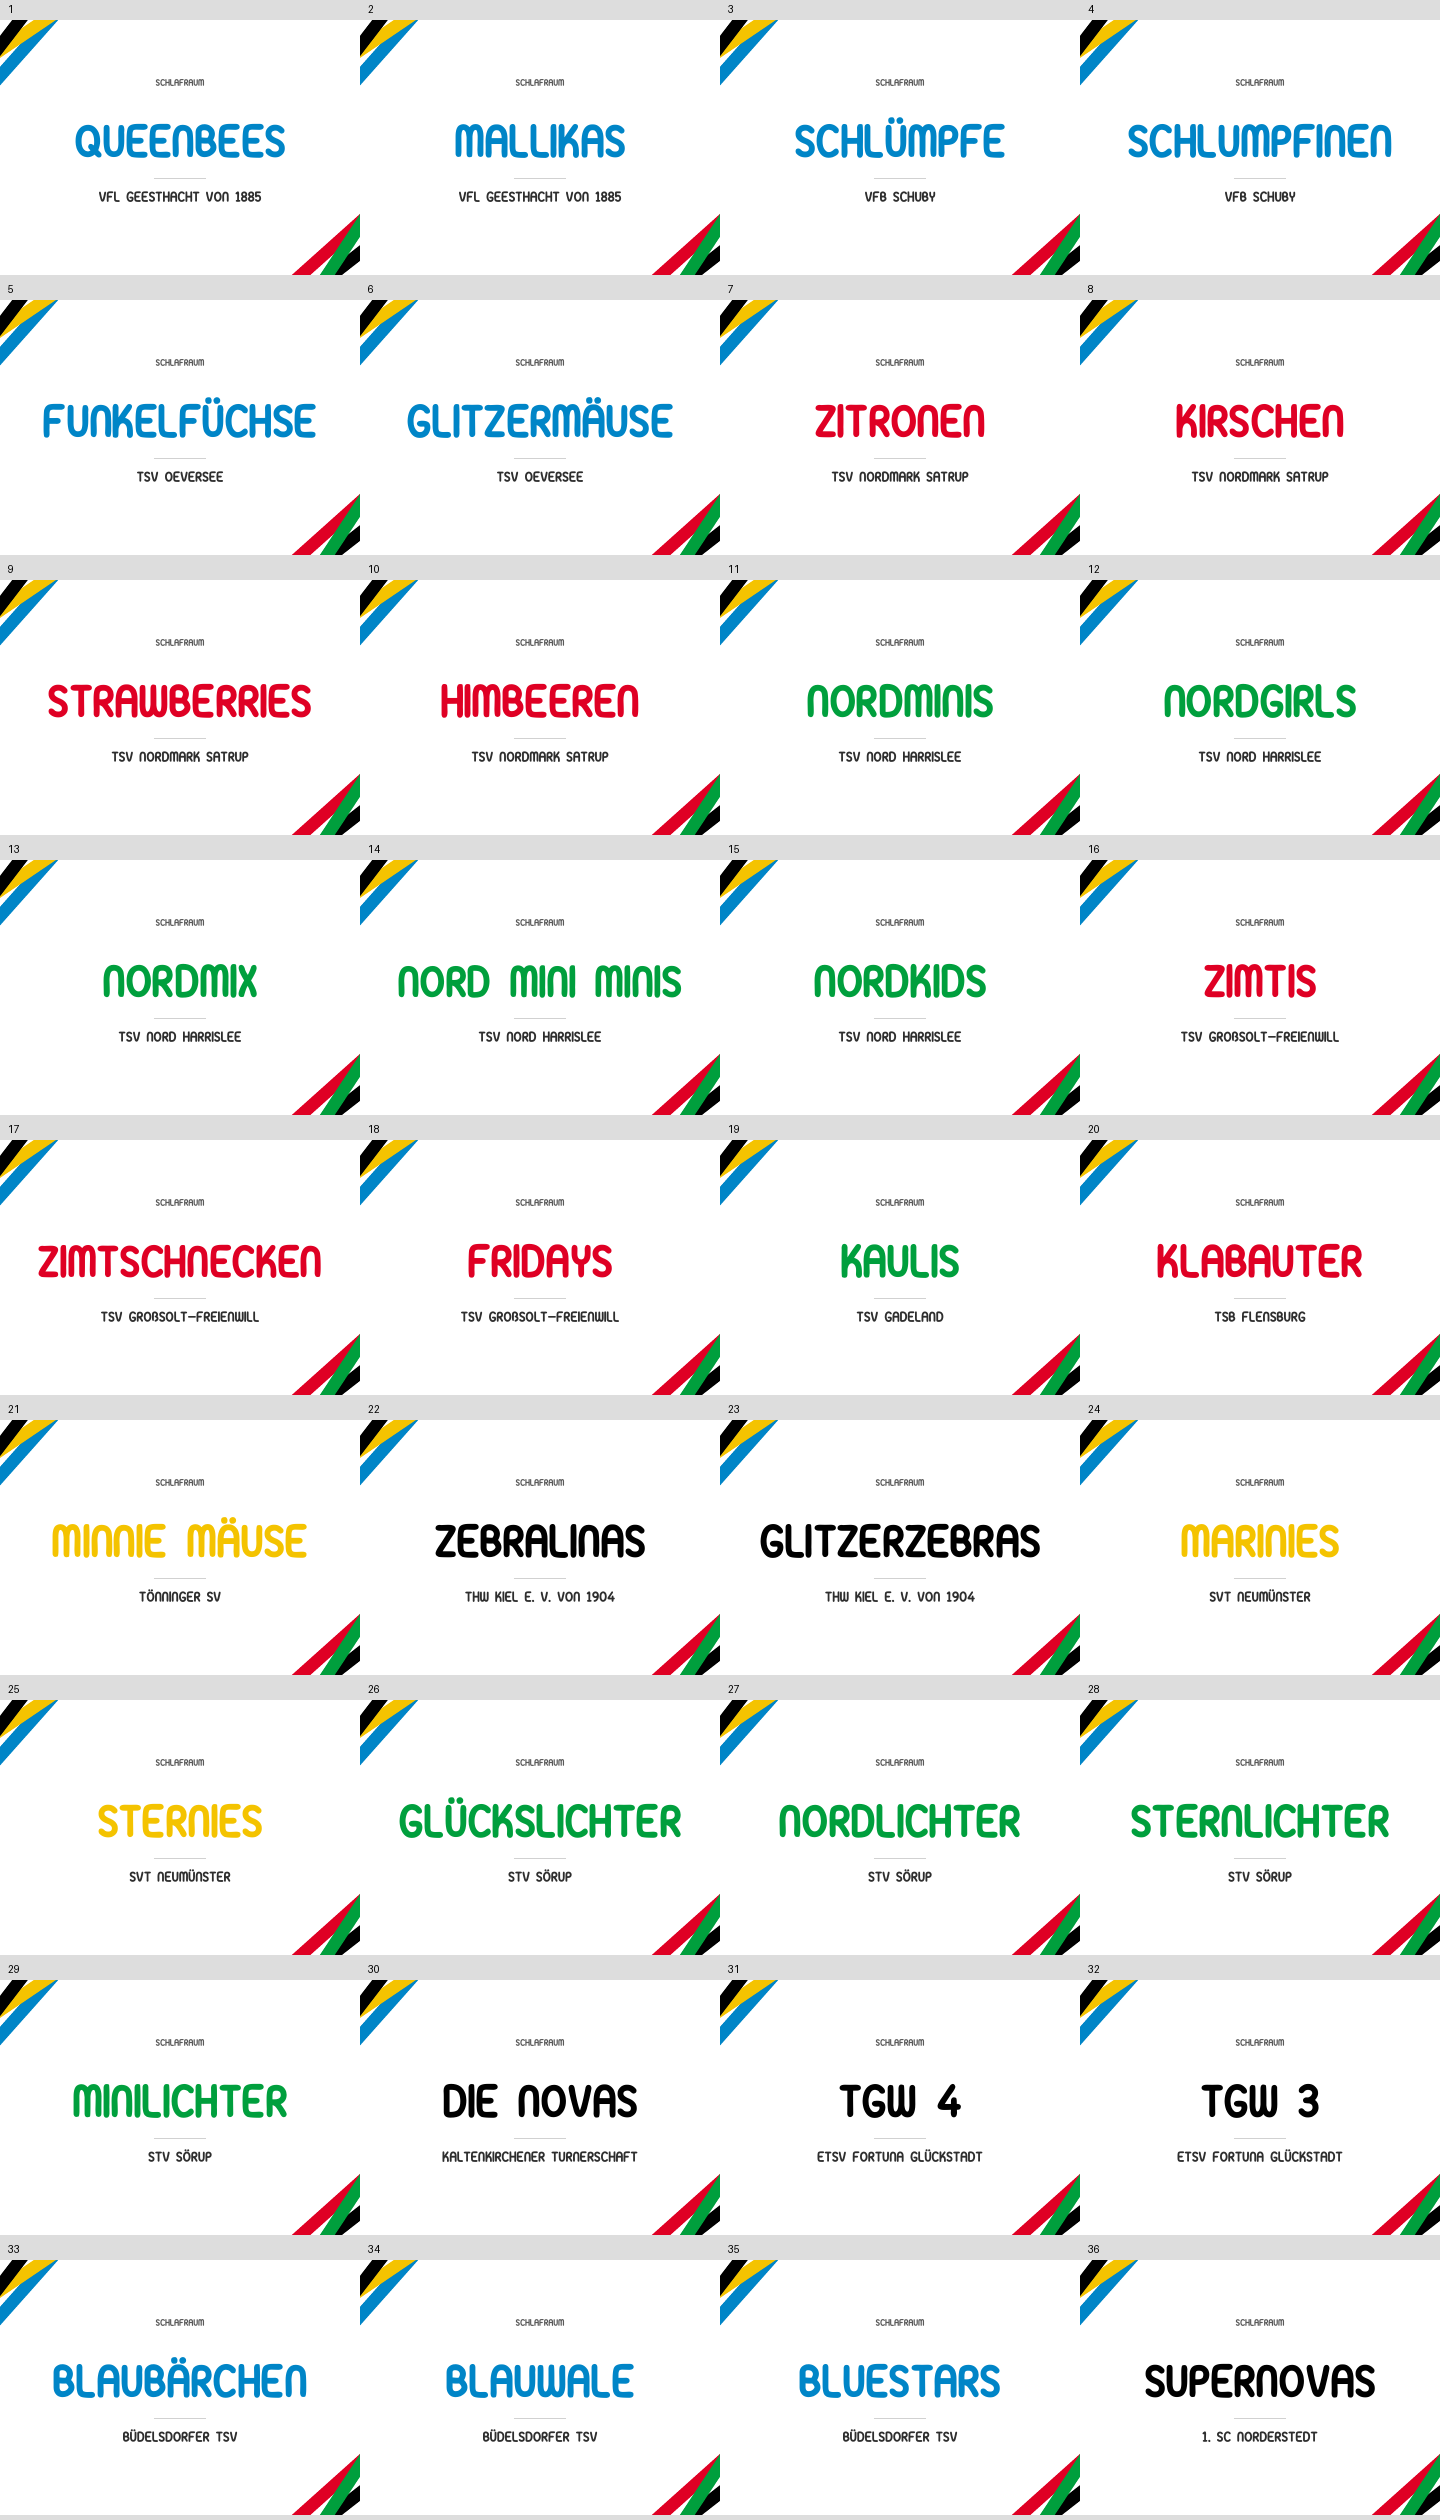 1
SCHLAFRAUM
QUEENBEES
VFL GEESTHACHT VON 1885
2
SCHLAFRAUM
MALLIKAS
VFL GEESTHACHT VON 1885
3
SCHLAFRAUM
SCHLÜMPFE
VFB SCHUBY
4
SCHLAFRAUM
SCHLUMPFINEN
VFB SCHUBY
5
SCHLAFRAUM
FUNKELFÜCHSE
TSV OEVERSEE
6
SCHLAFRAUM
GLITZERMÄUSE
TSV OEVERSEE
7
SCHLAFRAUM
ZITRONEN
TSV NORDMARK SATRUP
8
SCHLAFRAUM
KIRSCHEN
TSV NORDMARK SATRUP
9
SCHLAFRAUM
STRAWBERRIES
TSV NORDMARK SATRUP
10
SCHLAFRAUM
HIMBEEREN
TSV NORDMARK SATRUP
11
SCHLAFRAUM
NORDMINIS
TSV NORD HARRISLEE
12
SCHLAFRAUM
NORDGIRLS
TSV NORD HARRISLEE
13
SCHLAFRAUM
NORDMIX
TSV NORD HARRISLEE
14
SCHLAFRAUM
NORD MINI MINIS
TSV NORD HARRISLEE
15
SCHLAFRAUM
NORDKIDS
TSV NORD HARRISLEE
16
SCHLAFRAUM
ZIMTIS
TSV GROßSOLT-FREIENWILL
17
SCHLAFRAUM
ZIMTSCHNECKEN
TSV GROßSOLT-FREIENWILL
18
SCHLAFRAUM
FRIDAYS
TSV GROßSOLT-FREIENWILL
19
SCHLAFRAUM
KAULIS
TSV GADELAND
20
SCHLAFRAUM
KLABAUTER
TSB FLENSBURG
21
SCHLAFRAUM
MINNIE MÄUSE
TÖNNINGER SV
22
SCHLAFRAUM
ZEBRALINAS
THW KIEL E. V. VON 1904
23
SCHLAFRAUM
GLITZERZEBRAS
THW KIEL E. V. VON 1904
24
SCHLAFRAUM
MARINIES
SVT NEUMÜNSTER
25
SCHLAFRAUM
STERNIES
SVT NEUMÜNSTER
26
SCHLAFRAUM
GLÜCKSLICHTER
STV SÖRUP
27
SCHLAFRAUM
NORDLICHTER
STV SÖRUP
28
SCHLAFRAUM
STERNLICHTER
STV SÖRUP
29
SCHLAFRAUM
MINILICHTER
STV SÖRUP
30
SCHLAFRAUM
DIE NOVAS
KALTENKIRCHENER TURNERSCHAFT
31
SCHLAFRAUM
TGW 4
ETSV FORTUNA GLÜCKSTADT
32
SCHLAFRAUM
TGW 3
ETSV FORTUNA GLÜCKSTADT
33
SCHLAFRAUM
BLAUBÄRCHEN
BÜDELSDORFER TSV
34
SCHLAFRAUM
BLAUWALE
BÜDELSDORFER TSV
35
SCHLAFRAUM
BLUESTARS
BÜDELSDORFER TSV
36
SCHLAFRAUM
SUPERNOVAS
1. SC NORDERSTEDT